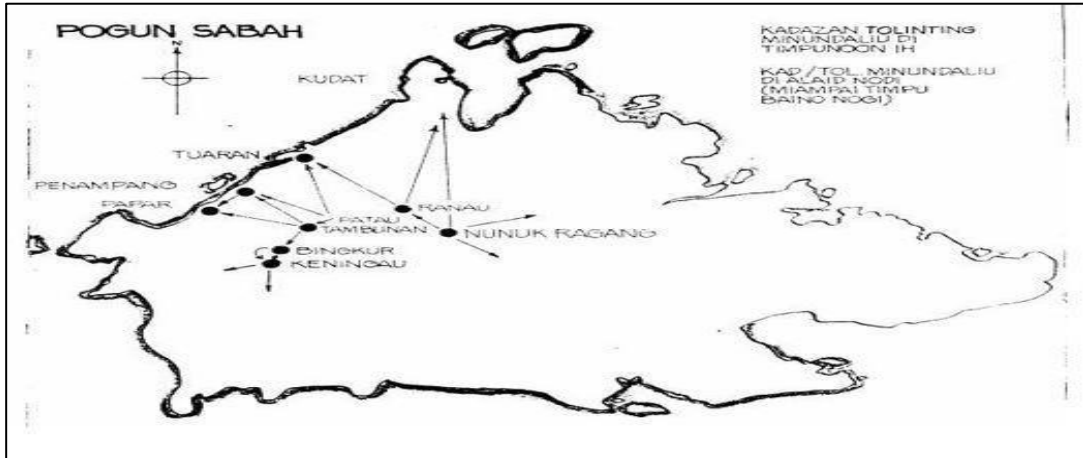 POGUN SABAH
N
KADAZAN TOLINTING
MINUNDALIU DI
TIMPUNOON IH
KAD/TOL. MINUNDALIU
DI ALAID NODI
(MIAMPAI TIMPU
BAINO NOGI)
KUDAT
TUARAN
PENAMPANG
PAPAR
RANAU
PATAU
TAMBUNAN
NUNUK RAGANG
BINGKUR
KENINGAU